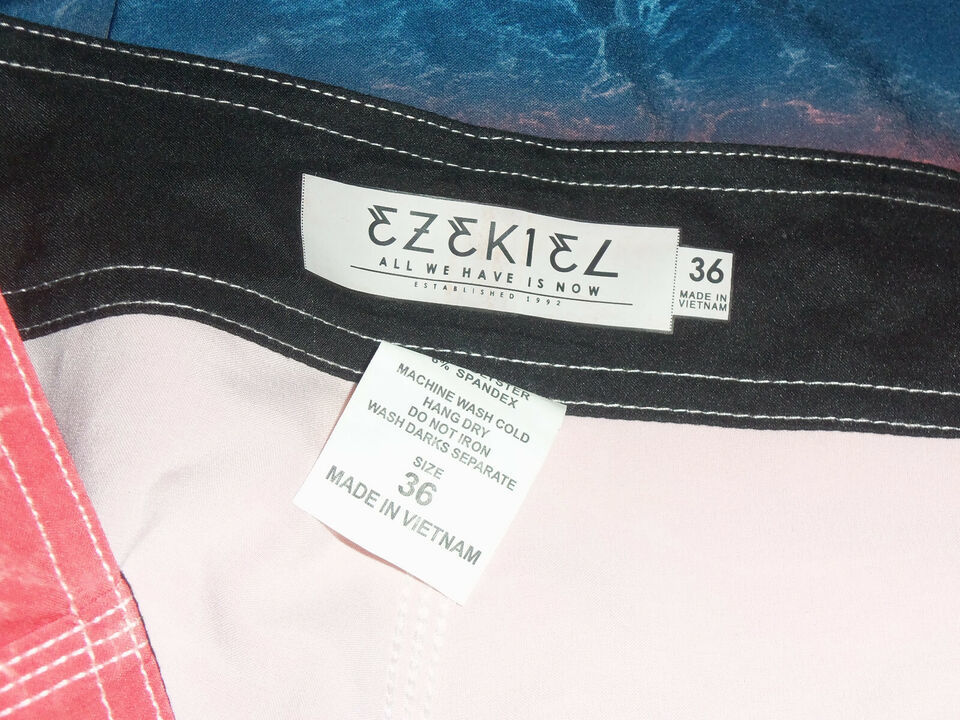 EZEKIEL
ALL WE HAVE IS NOW
ESTABLISHED 1992
36
MADE IN
VIETNAM
SPANDEX
MACHINE WASH COLD
HANG DRY
DO NOT IRON
WASH DARKS SEPARATE
SIZE
36
MADE IN VIETNAM